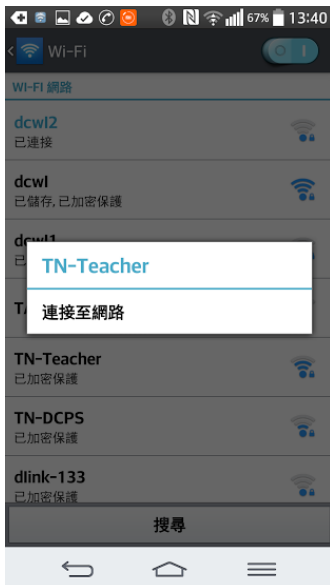 67% 13:40
Wi-Fi
WI-FI 網路
dcwl2
已連接
dcwl
已儲存, 已加密保護
dcwl1
TN-Teacher
連接至網路
TN-Teacher
已加密保護
TN-DCPS
已加密保護
dlink-133
已加密保護
搜尋